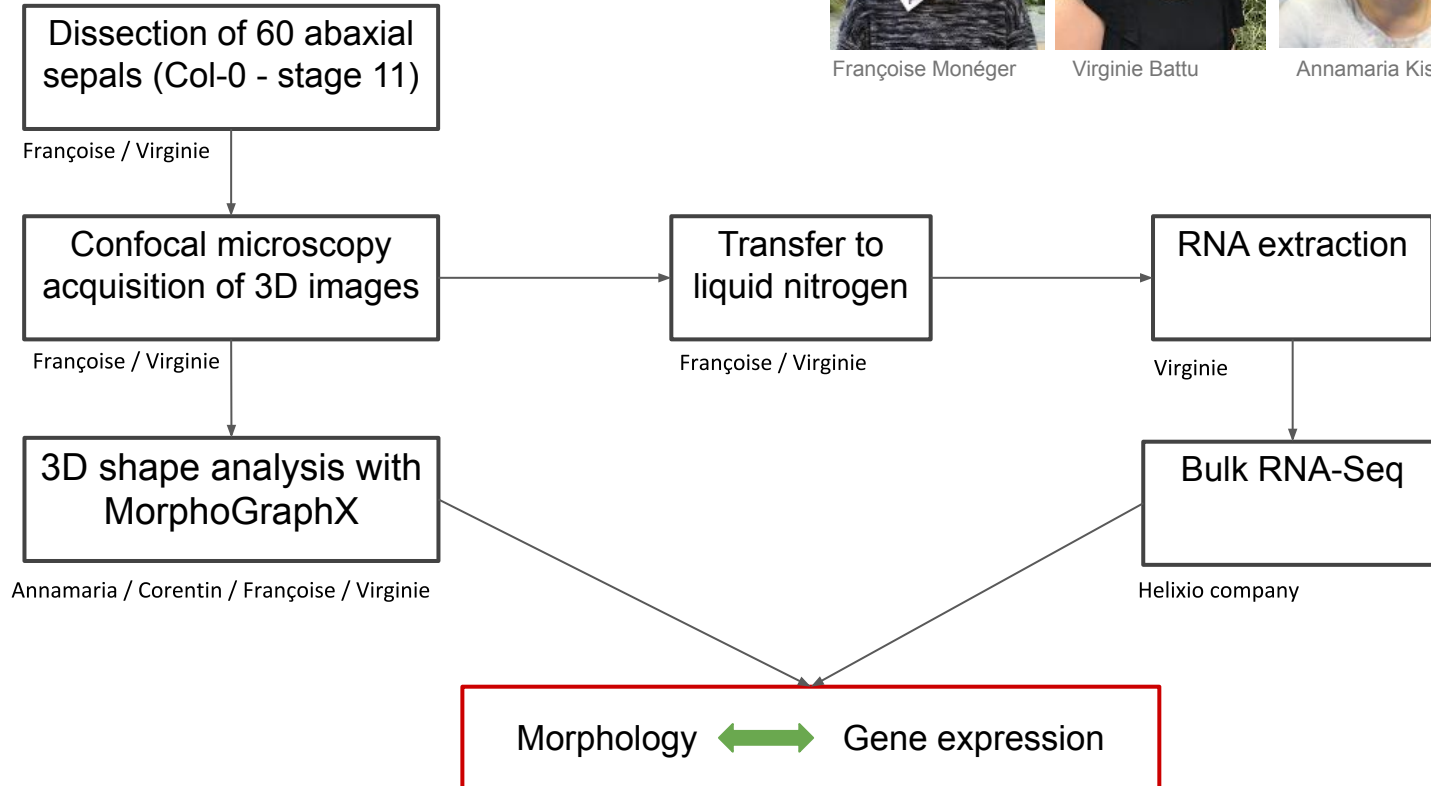 Dissection of 60 abaxial
sepals (Col-0 - stage 11)
Françoise Monéger
Virginie Battu
Annamaria Kis
Françoise / Virginie
Confocal microscopy
acquisition of 3D images
Transfer to
liquid nitrogen
RNA extraction
Françoise / Virginie
Françoise / Virginie
Virginie
3D shape analysis with
MorphoGraphX
Bulk RNA-Seq
Annamaria / Corentin / Françoise / Virginie
Helixio company
Morphology
Gene expression